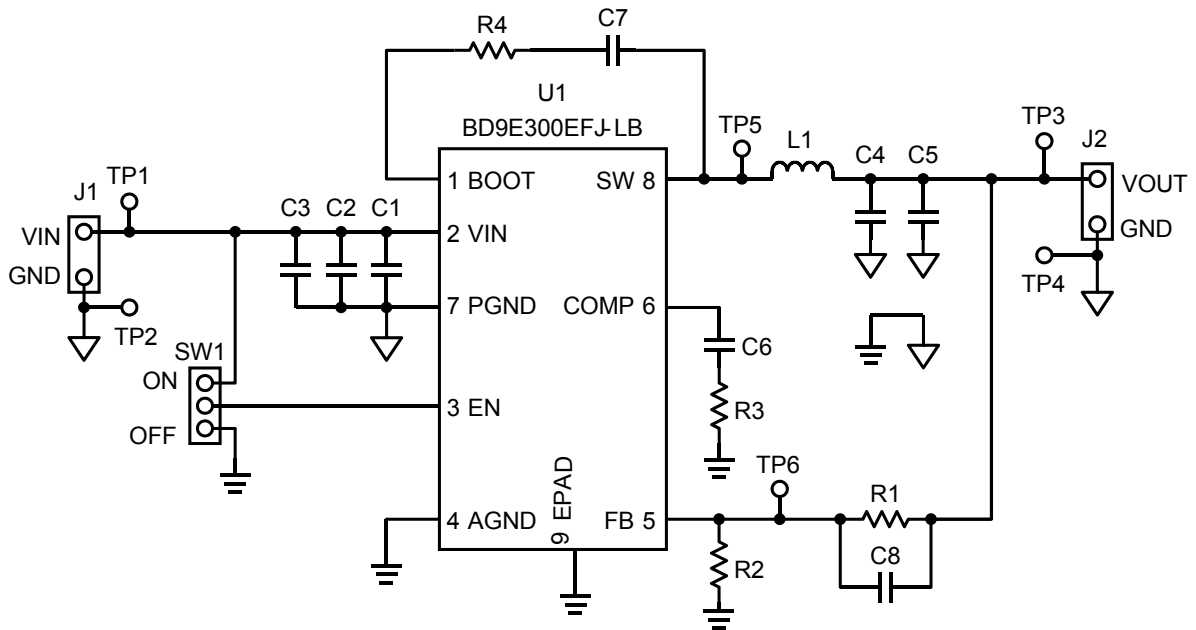 R4
C7
U1
BD9E300EFJ-LB
TP5
L1
C4
C5
TP3
J2
J1
TP1
1 BOOT
SW 8
VOUT
C3
C2
C1
VIN
2 VIN
GND
GND
TP4
TP2
7 PGND
COMP 6
SW1
C6
ON
R3
3 EN
OFF
TP6
R1
4 AGND
9 EPAD
FB 5
C8
R2